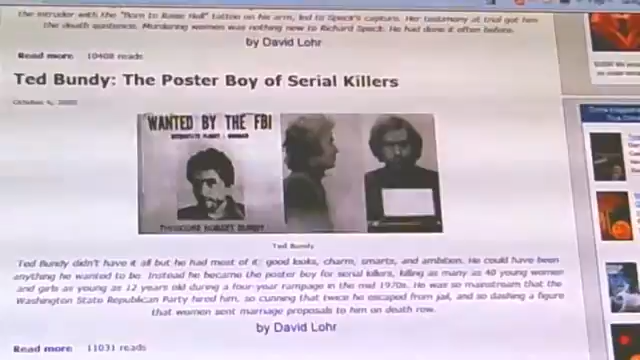 the intruder with the "Born to Raise Hell" tattoo on his arm, led to Speck's capture. Her testimony at trial got him
the death sentence. Murdering women was nothing new to Richard Speck. He had done it often before.
by David Lohr
Read more 10408 reads
Ted Bundy: The Poster Boy of Serial Killers
October
WANTED BY THE FBI
THEODORE ROBERT BUNDY
Ted Bundy
Ted Bundy didn't have it all but he had most of it: good looks, charm, smarts, and ambition. He could have been
anything he wanted to be. Instead he became the poster boy for serial killers, killing as many as 40 young women
and girls as young as 12 years old during a four-year rampage in the mid 1970s. He was so mainstream that the
Washington State Republican Party hired him, so cunning that twice he escaped from jail, and so dashing a figure
that women sent marriage proposals to him on death row.
by David Lohr
Read more 11031 reads